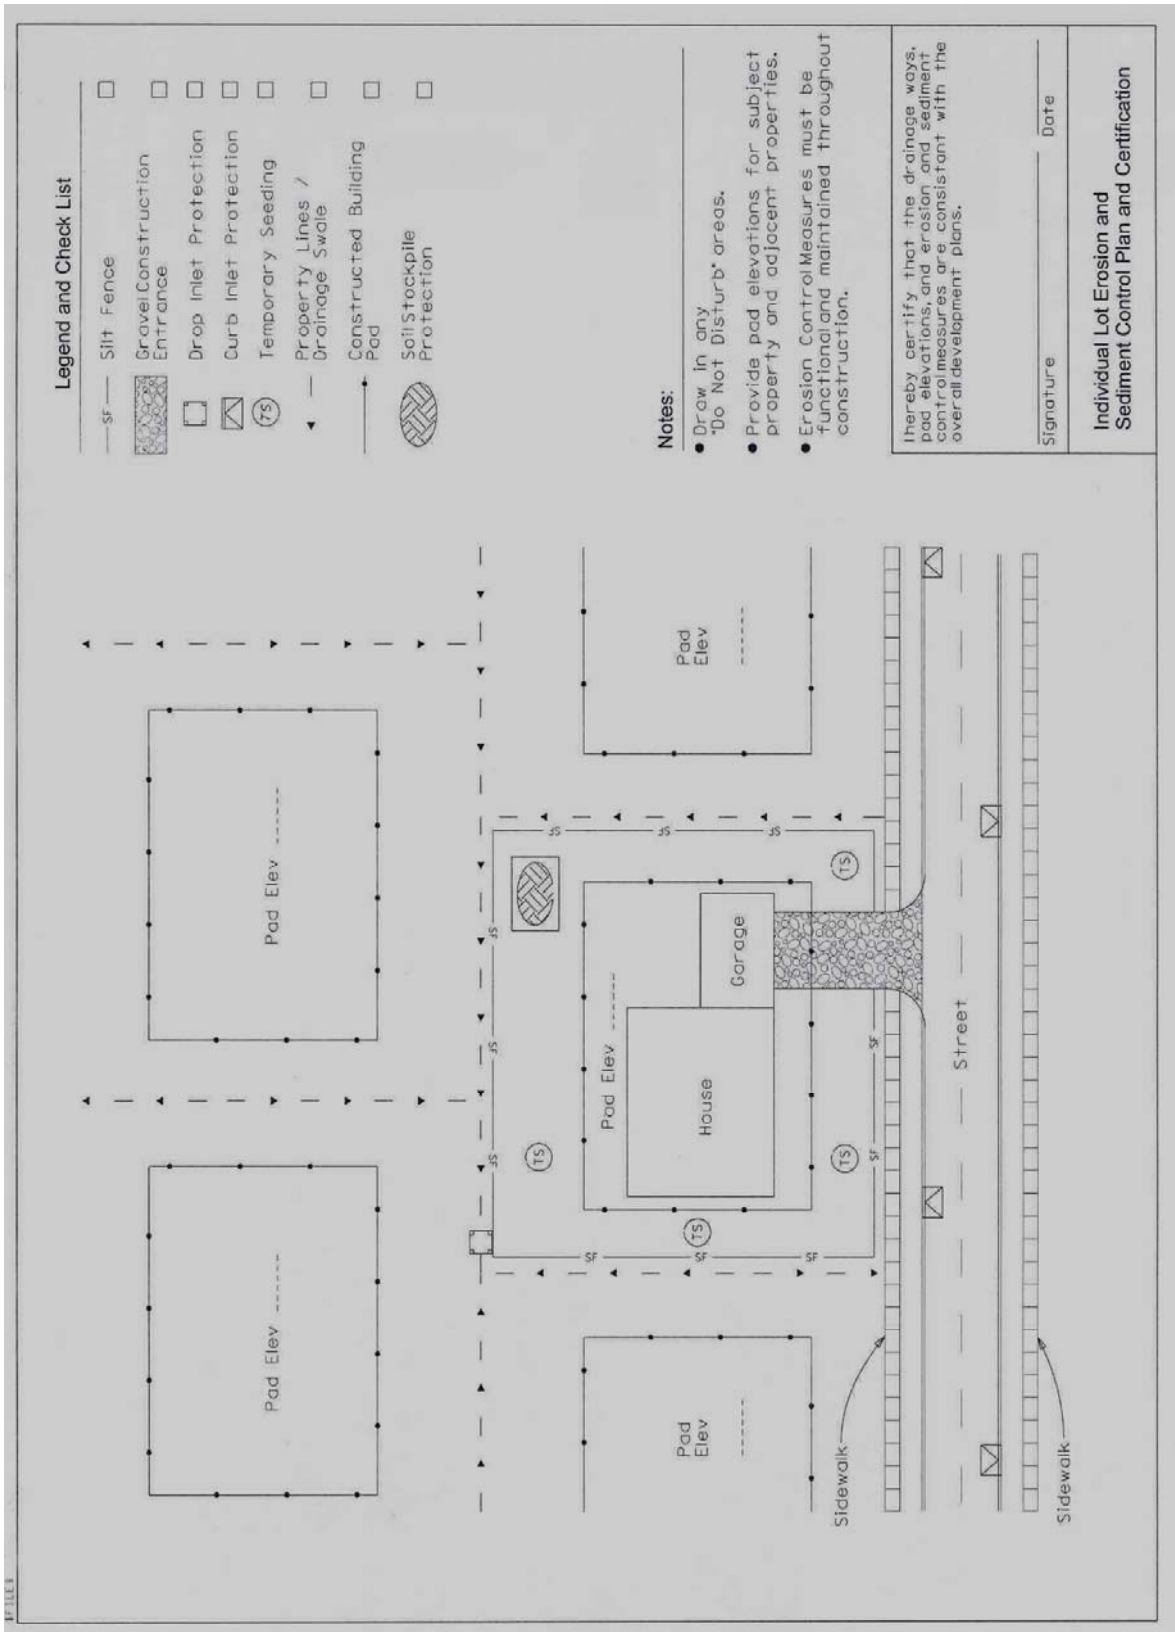 Legend and Check List
SF
Silt Fence
Gravel Construction
Entrance
Drop Inlet Protection
Curb Inlet Protection
TS
Temporary Seeding
Property Lines /
Drainage Swale
Constructed Building
Pad
Soil Stockpile
Protection
Notes:
• Draw in any
"Do Not Disturb" areas.
• Provide pad elevations for subject
property and adjacent properties.
• Erosion Control Measures must be
functional and maintained throughout
construction.
I hereby certify that the drainage ways,
pad elevations, and erosion and sediment
control measures are consistant with the
overall development plans.
Signature
Date
Individual Lot Erosion and
Sediment Control Plan and Certification
Pad Elev ------
Pad Elev ------
SF
SF
SF
SF
SF
SF
TS
TS
Pad Elev ------
House
Garage
TS
TS
SF
SF
SF
SF
SF
Pad
Elev
-----
Pad
Elev
-----
Sidewalk
Street
Sidewalk